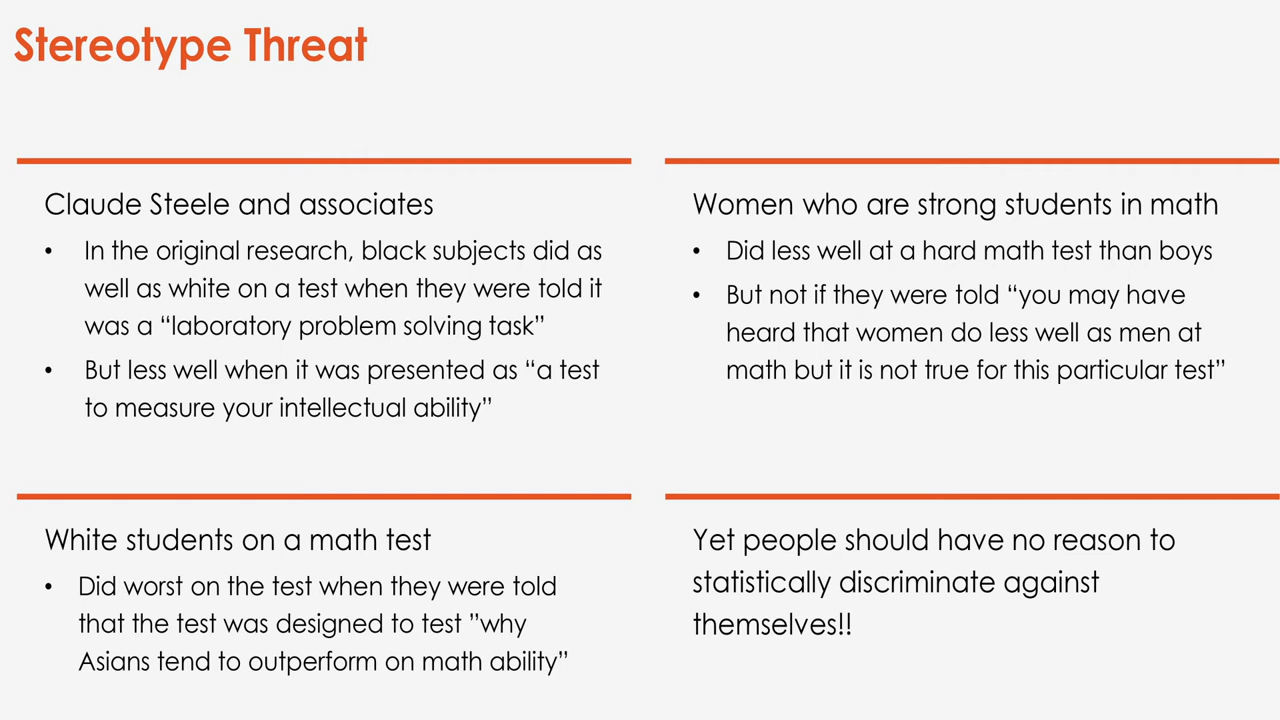 Stereotype Threat
Claude Steele and associates
• In the original research, black subjects did as
well as white on a test when they were told it
was a “laboratory problem solving task”
• But less well when it was presented as “a test
to measure your intellectual ability”
Women who are strong students in math
• Did less well at a hard math test than boys
• But not if they were told “you may have
heard that women do less well as men at
math but it is not true for this particular test”
White students on a math test
• Did worst on the test when they were told
that the test was designed to test ”why
Asians tend to outperform on math ability”
Yet people should have no reason to
statistically discriminate against
themselves!!